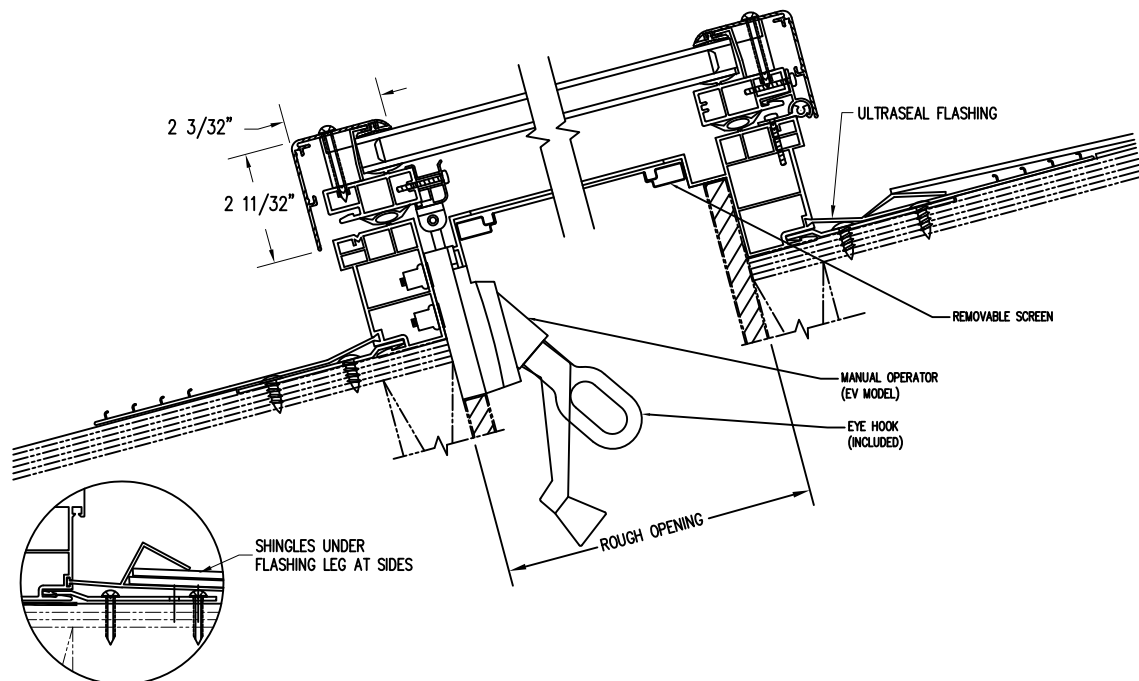 2 3/32”
2 11/32”
ULTRASEAL FLASHING
REMOVABLE SCREEN
MANUAL OPERATOR
(EV MODEL)
EYE HOOK
(INCLUDED)
ROUGH OPENING
SHINGLES UNDER
FLASHING LEG AT SIDES